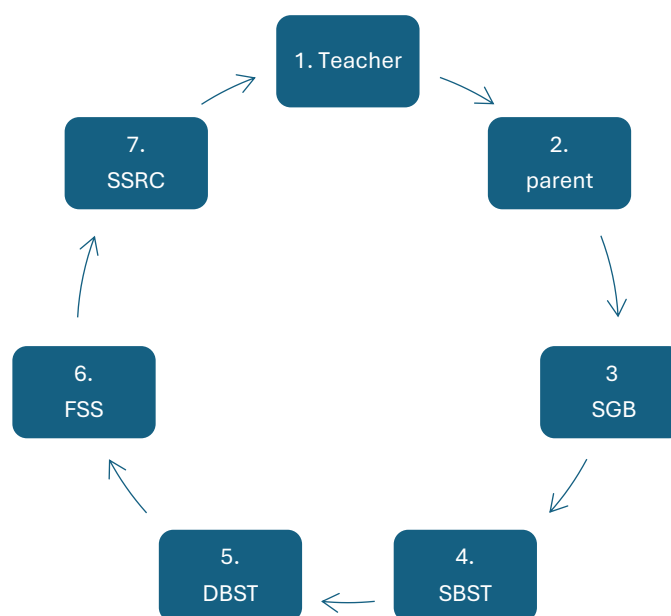 1. Teacher
2.
parent
3
SGB
4.
SBST
5.
DBST
6.
FSS
7.
SSRC